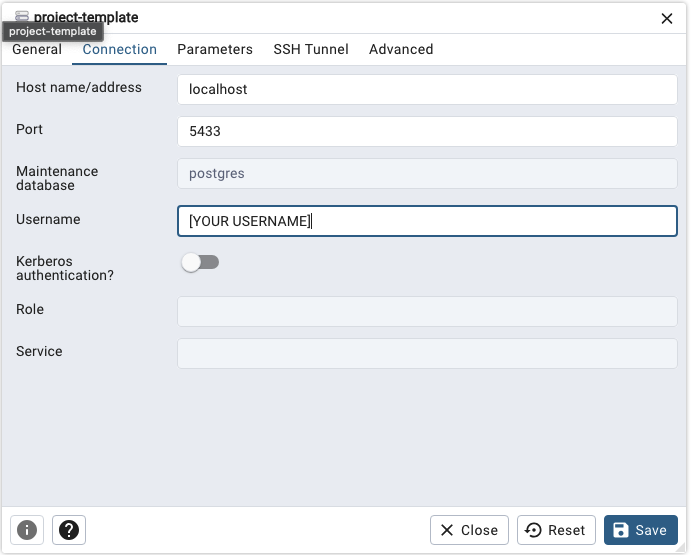 project-template
project-template
General Connection Parameters SSH Tunnel Advanced
Host name/address localhost
Port 5433
Maintenance
database postgres
Username [YOUR USERNAME]
Kerberos
authentication?
Role
Service
i ? Close Reset Save